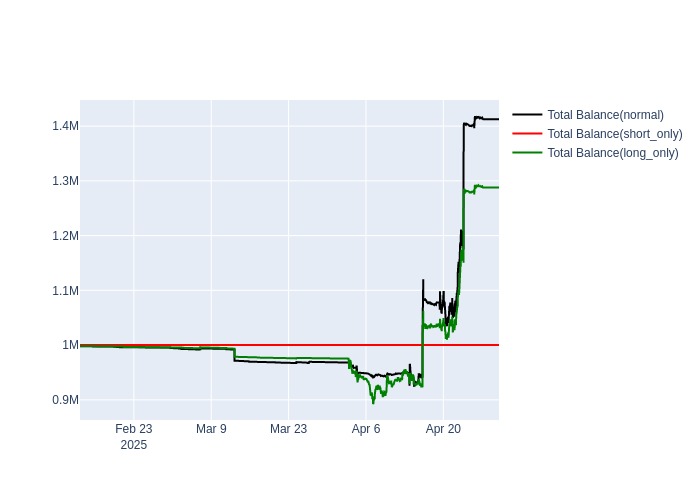 1.4M
1.3M
1.2M
1.1M
1M
0.9M
Feb 23
2025
Mar 9
Mar 23
Apr 6
Apr 20
Total Balance(normal)
Total Balance(short_only)
Total Balance(long_only)